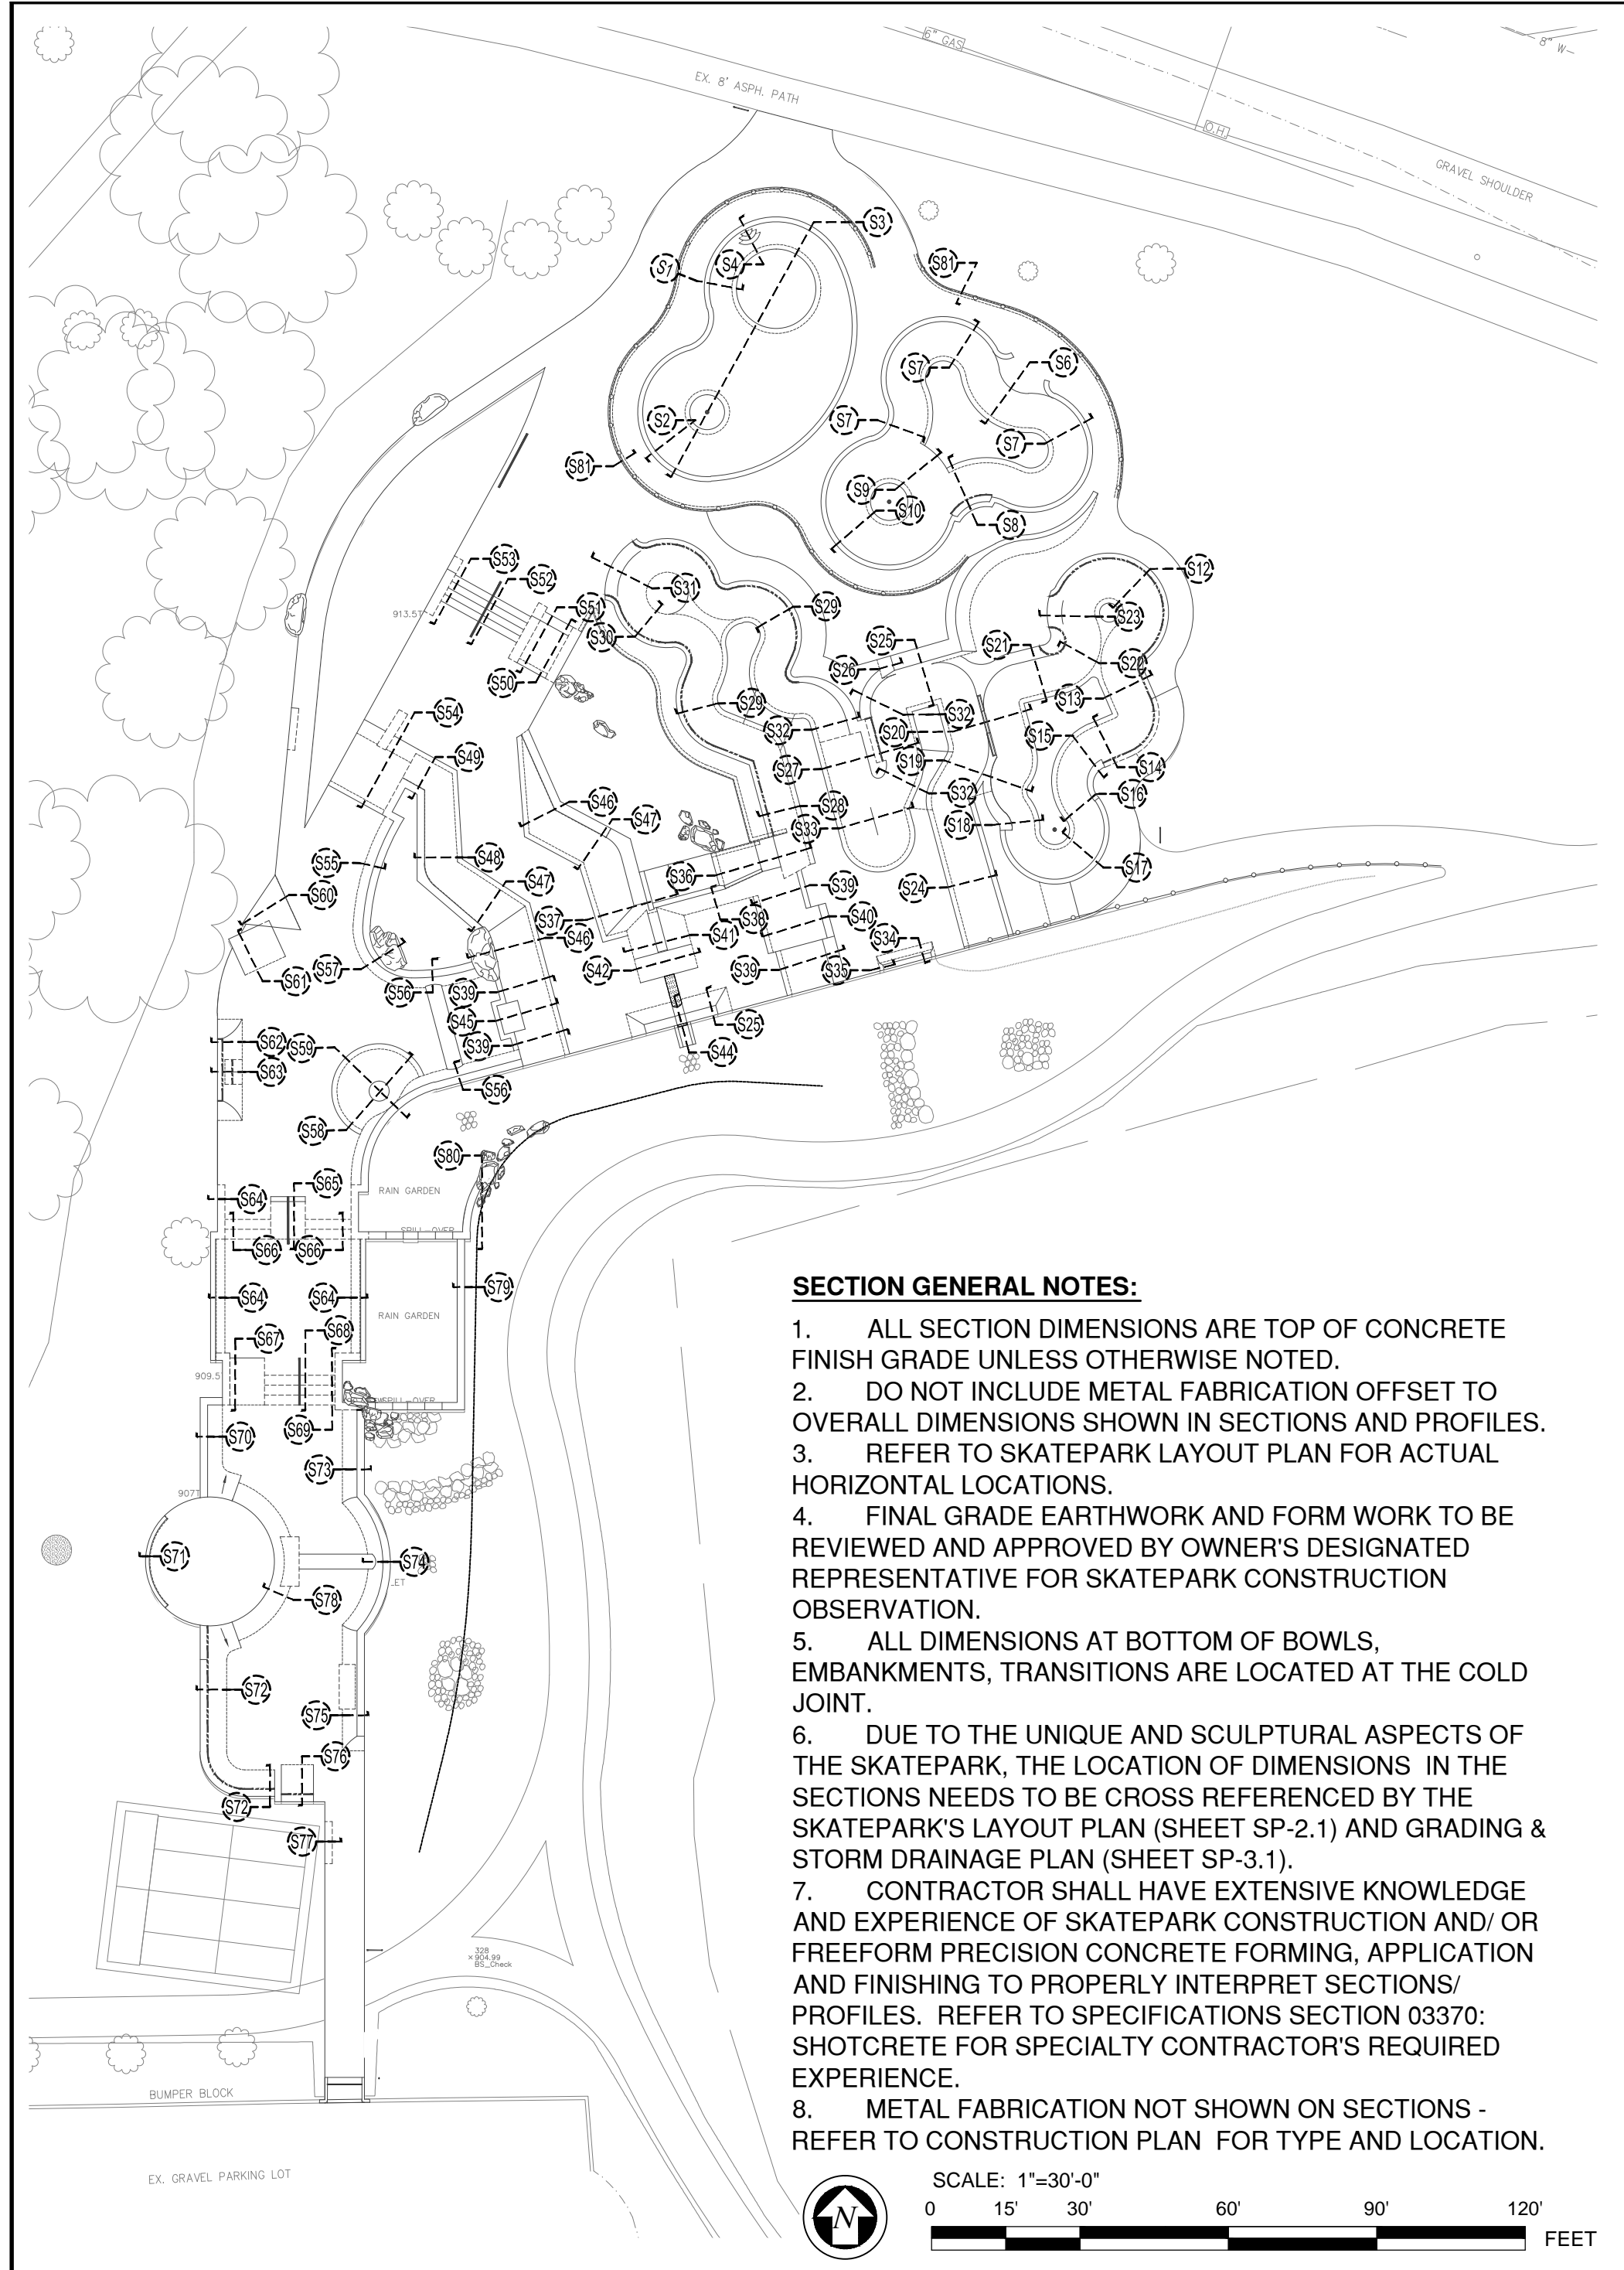 6" GAS
8" W
EX. 8' ASPH. PATH
O.H.
GRAVEL SHOULDER
S3
S1
S4
S81
S7
S6
S2
S7
S7
S81
S9
S10
S8
S53
S52
S12
913.5T
S31
S51
S29
S23
S30
S25
S21
S26
S22
S50
S13
S54
S29
S32
S32
S20
S15
S49
S19
S27
S14
S46
S32
S16
S47
S28
S33
S18
S48
S55
S17
S36
S47
S39
S24
S60
S37
S38
S40
S46
S41
S34
S57
S42
S39
S35
S61
S56
S39
S45
S25
S62
S59
S39
S44
S63
S56
S58
S80
S65
RAIN GARDEN
S64
SPILL-OVER
S66
S66
S79
S64
S64
RAIN GARDEN
S68
S67
909.5
SPILL-OVER
S70
S69
S73
907T
S71
S74
LET
S78
S72
S75
S76
S72
S77
328
904.99
BS_Check
BUMPER BLOCK
EX. GRAVEL PARKING LOT
SECTION GENERAL NOTES:
1. ALL SECTION DIMENSIONS ARE TOP OF CONCRETE
FINISH GRADE UNLESS OTHERWISE NOTED.
2. DO NOT INCLUDE METAL FABRICATION OFFSET TO
OVERALL DIMENSIONS SHOWN IN SECTIONS AND PROFILES.
3. REFER TO SKATEPARK LAYOUT PLAN FOR ACTUAL
HORIZONTAL LOCATIONS.
4. FINAL GRADE EARTHWORK AND FORM WORK TO BE
REVIEWED AND APPROVED BY OWNER'S DESIGNATED
REPRESENTATIVE FOR SKATEPARK CONSTRUCTION
OBSERVATION.
5. ALL DIMENSIONS AT BOTTOM OF BOWLS,
EMBANKMENTS, TRANSITIONS ARE LOCATED AT THE COLD
JOINT.
6. DUE TO THE UNIQUE AND SCULPTURAL ASPECTS OF
THE SKATEPARK, THE LOCATION OF DIMENSIONS IN THE
SECTIONS NEEDS TO BE CROSS REFERENCED BY THE
SKATEPARK'S LAYOUT PLAN (SHEET SP-2.1) AND GRADING &
STORM DRAINAGE PLAN (SHEET SP-3.1).
7. CONTRACTOR SHALL HAVE EXTENSIVE KNOWLEDGE
AND EXPERIENCE OF SKATEPARK CONSTRUCTION AND/ OR
FREEFORM PRECISION CONCRETE FORMING, APPLICATION
AND FINISHING TO PROPERLY INTERPRET SECTIONS/
PROFILES. REFER TO SPECIFICATIONS SECTION 03370:
SHOTCRETE FOR SPECIALTY CONTRACTOR'S REQUIRED
EXPERIENCE.
8. METAL FABRICATION NOT SHOWN ON SECTIONS -
REFER TO CONSTRUCTION PLAN FOR TYPE AND LOCATION.
N
SCALE: 1"=30'-0"
0 15' 30' 60' 90' 120'
FEET